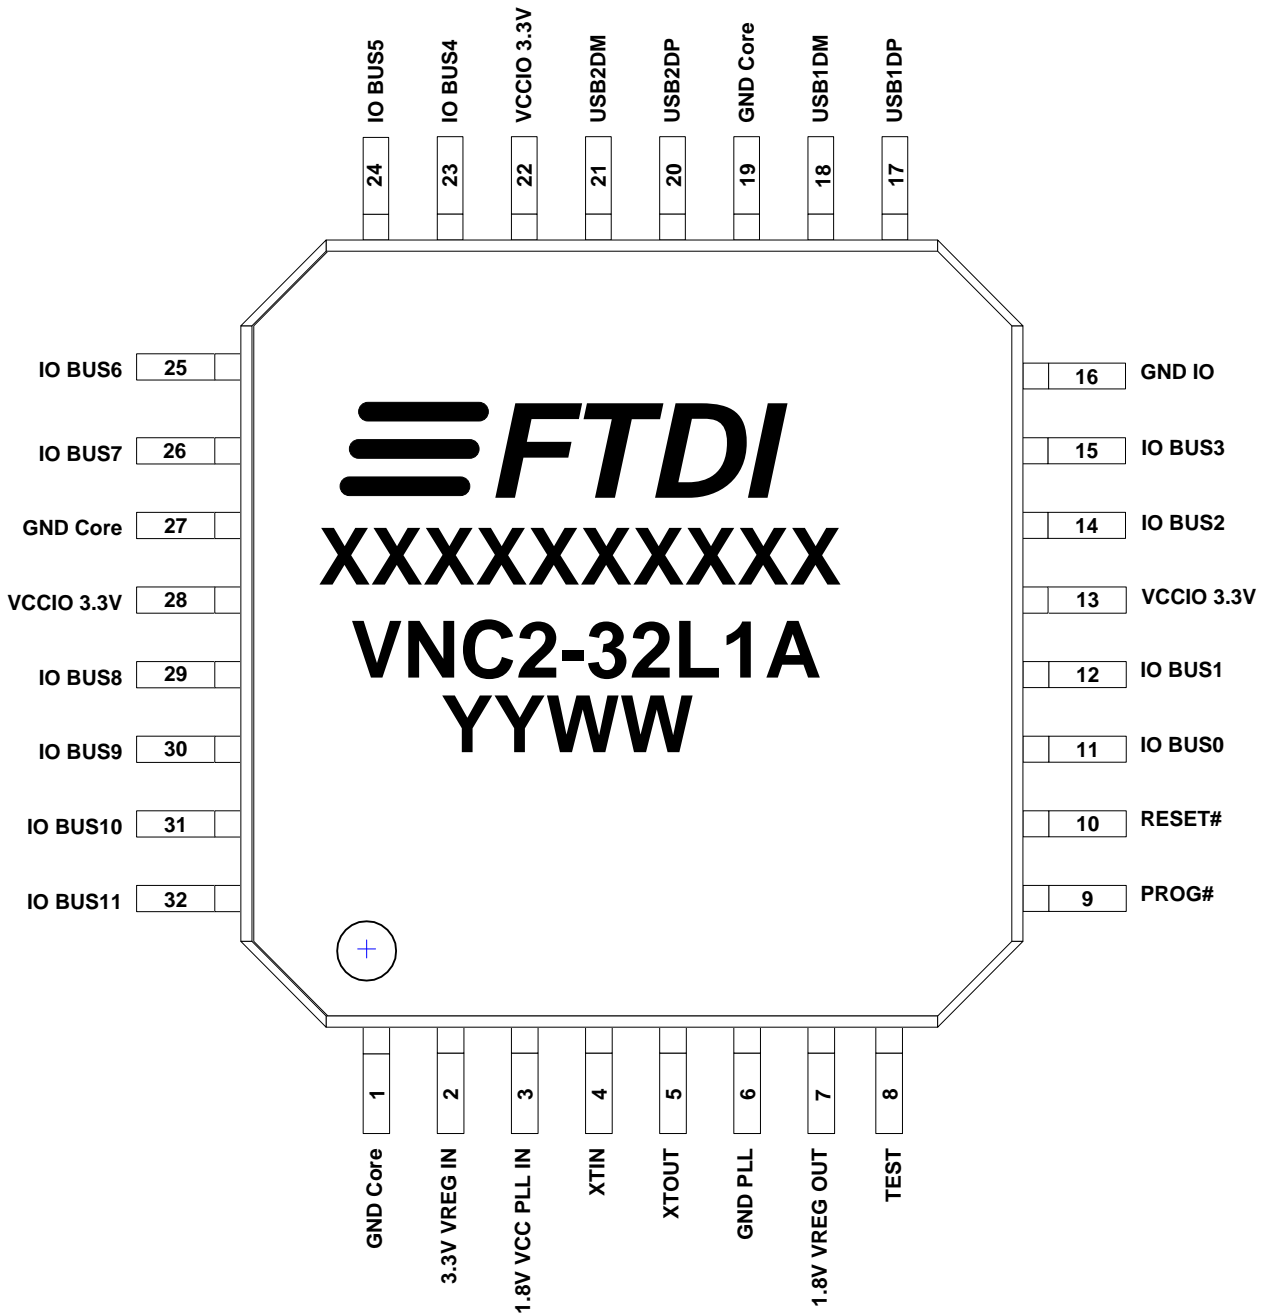 IO BUS5
IO BUS4
VCCIO 3.3V
USB2DM
USB2DP
GND Core
USB1DM
USB1DP
24
23
22
21
20
19
18
17
IO BUS6 25
IO BUS7 26
GND Core 27
VCCIO 3.3V 28
IO BUS8 29
IO BUS9 30
IO BUS10 31
IO BUS11 32
FTDI
XXXXXXXXXX
VNC2-32L1A
YYWW
16 GND IO
15 IO BUS3
14 IO BUS2
13 VCCIO 3.3V
12 IO BUS1
11 IO BUS0
10 RESET#
9 PROG#
1
2
3
4
5
6
7
8
GND Core
3.3V VREG IN
1.8V VCC PLL IN
XTIN
XTOUT
GND PLL
1.8V VREG OUT
TEST